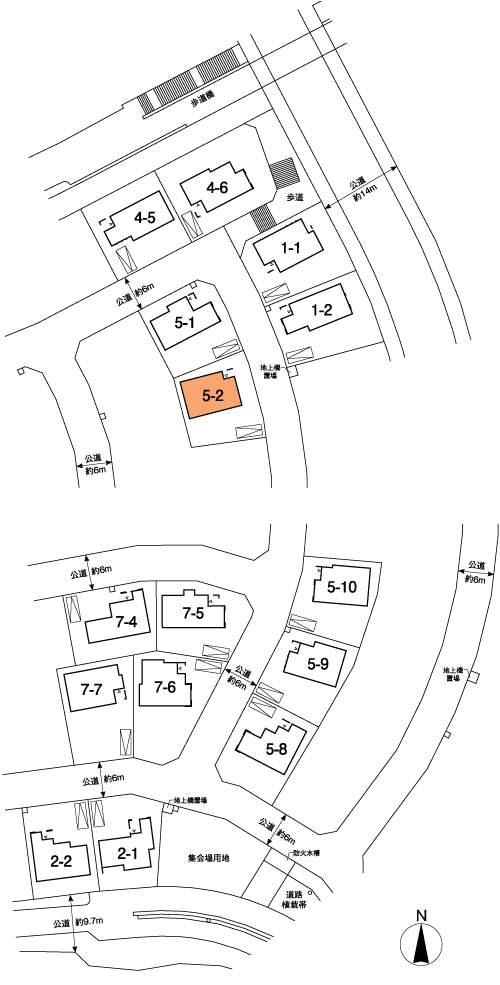 歩道橋
4-6
4-5
歩道
公道
約14m
1-1
公道 約6m
1-2
5-1
地上機
置場
5-2
公道
約6m
公道 約6m
5-10
公道
約6m
7-5
7-4
公道
約6m
5-9
地上機
置場
7-7
7-6
5-8
公道 約6m
地上機置場
公道
約6m
2-2
2-1
集会場用地
防火水槽
道路
植栽帯
公道 約9.7m
N